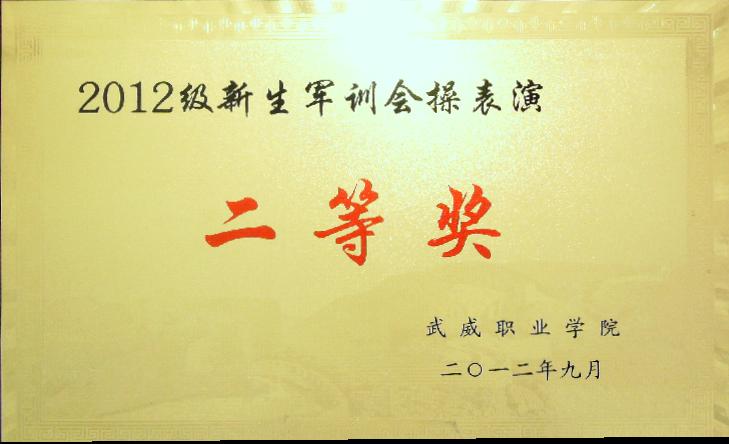 2012级新生军训会操表演
二等奖
武威职业学院
二〇一二年九月